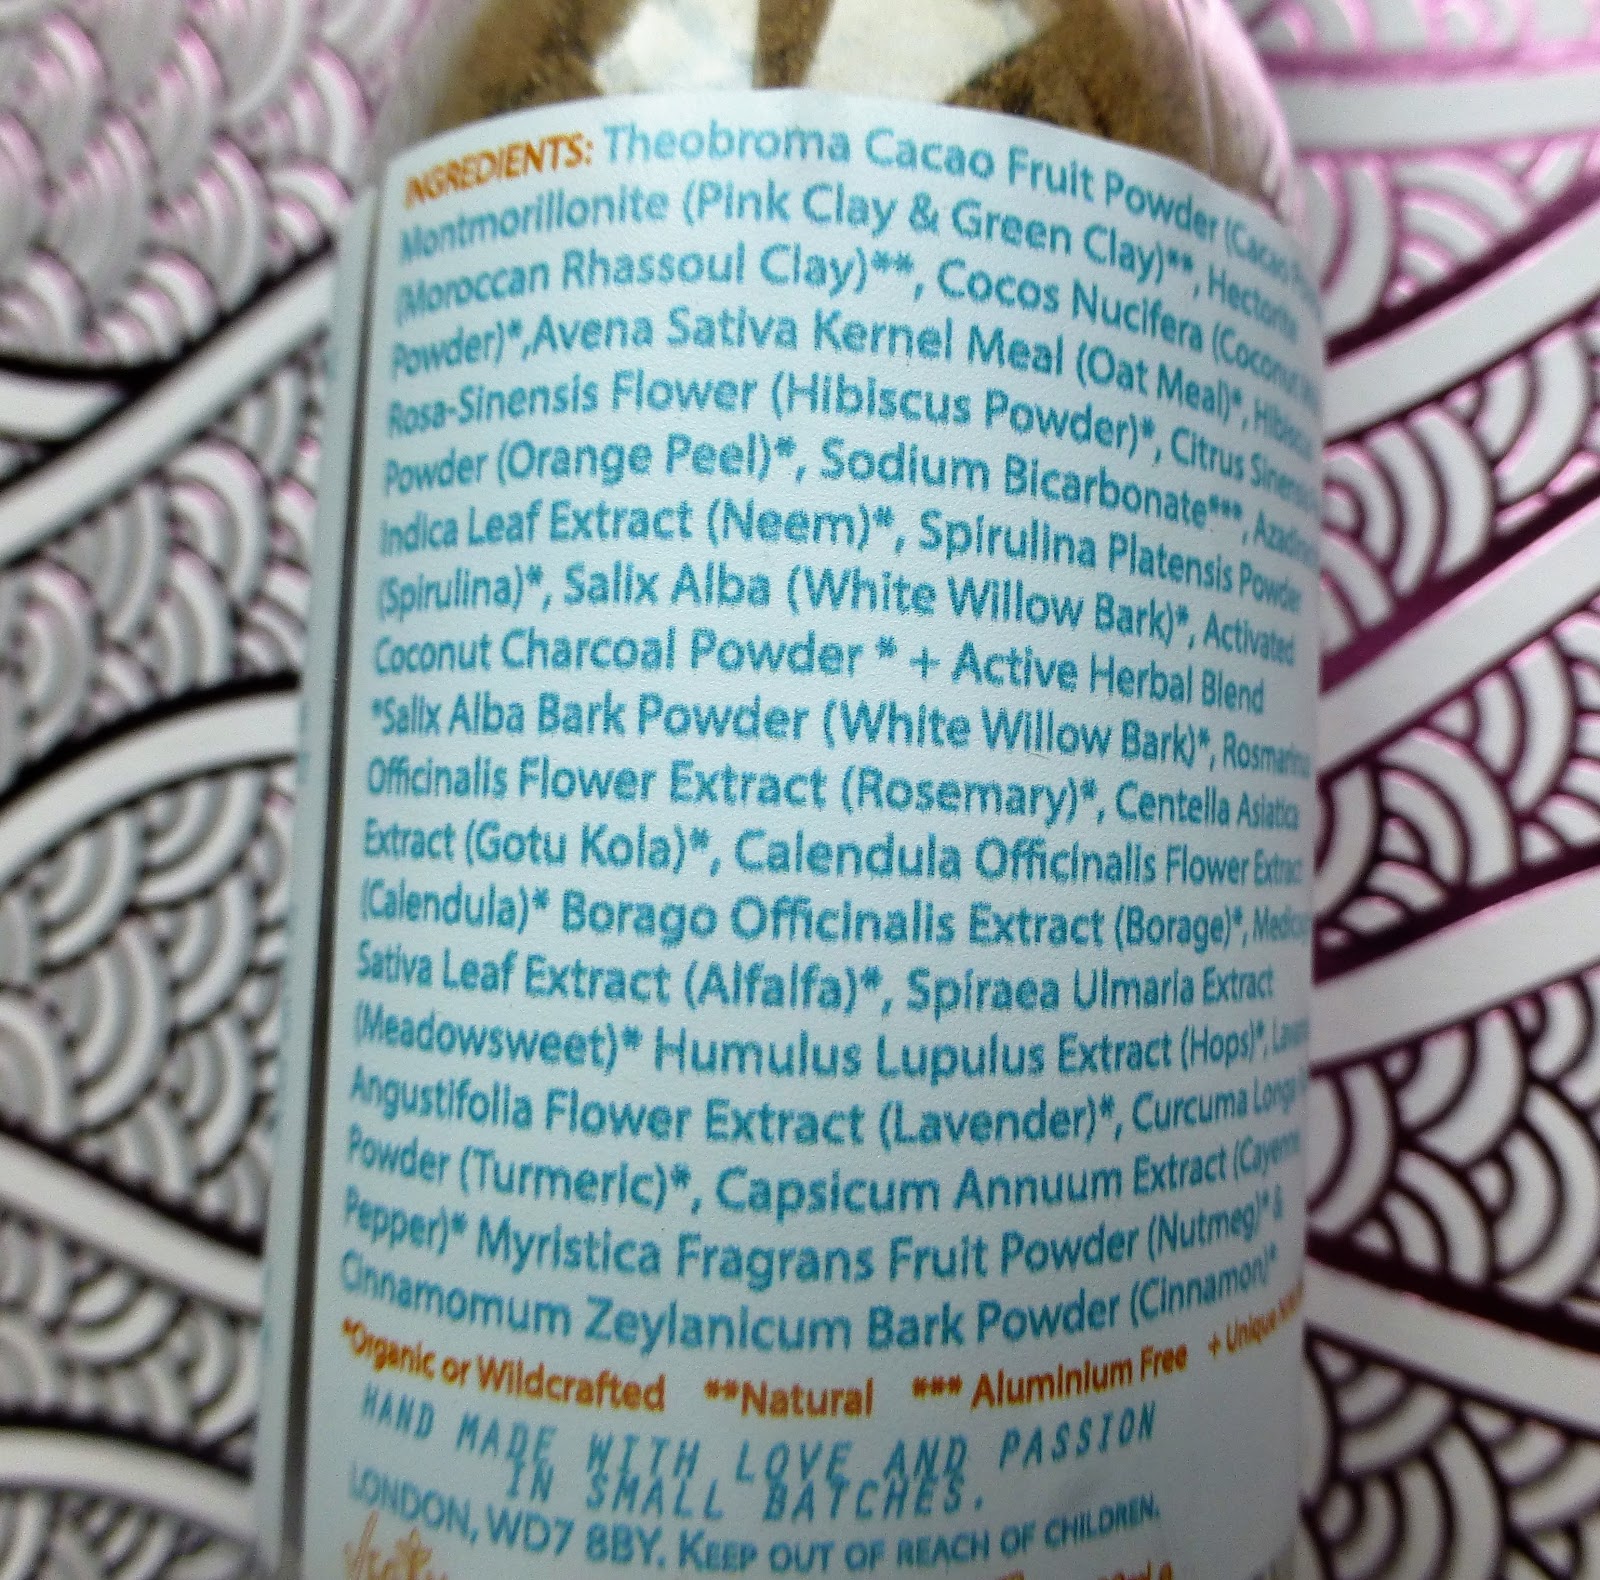 INGREDIENTS: Theobroma Cacao Fruit Powder (Cacao
Montmorillonite (Pink Clay & Green Clay)**, Hectorite
(Moroccan Rhassoul Clay)**, Cocos Nucifera (Coconut
Powder)*,Avena Sativa Kernel Meal (Oat Meal)*, Hibiscus
Rosa-Sinensis Flower (Hibiscus Powder)*, Citrus Sinensis
Powder (Orange Peel)*, Sodium Bicarbonate***,
Indica Leaf Extract (Neem)*, Spirulina Platensis Powder
(Spirulina)*, Salix Alba (White Willow Bark)*, Activated
Coconut Charcoal Powder * + Active Herbal Blend
*Salix Alba Bark Powder (White Willow Bark)*, Rosmarinus
Officinalis Flower Extract (Rosemary)*, Centella Asiatica
Extract (Gotu Kola)*, Calendula Officinalis Flower Extract
(Calendula)* Borago Officinalis Extract (Borage)*,
Sativa Leaf Extract (Alfalfa)*, Spiraea Ulmaria Extract
(Meadowsweet)* Humulus Lupulus Extract (Hops)*,
Angustifolia Flower Extract (Lavender)*, Curcuma Longa
Powder (Turmeric)*, Capsicum Annuum Extract (Cayenne
Pepper)* Myristica Fragrans Fruit Powder (Nutmeg)* &
Cinnamomum Zeylanicum Bark Powder (Cinnamon)*
*Organic or Wildcrafted **Natural *** Aluminium Free + Unique
HAND MADE WITH LOVE AND PASSION
IN SMALL BATCHES.
LONDON, WD7 8BY. KEEP OUT OF REACH OF CHILDREN.